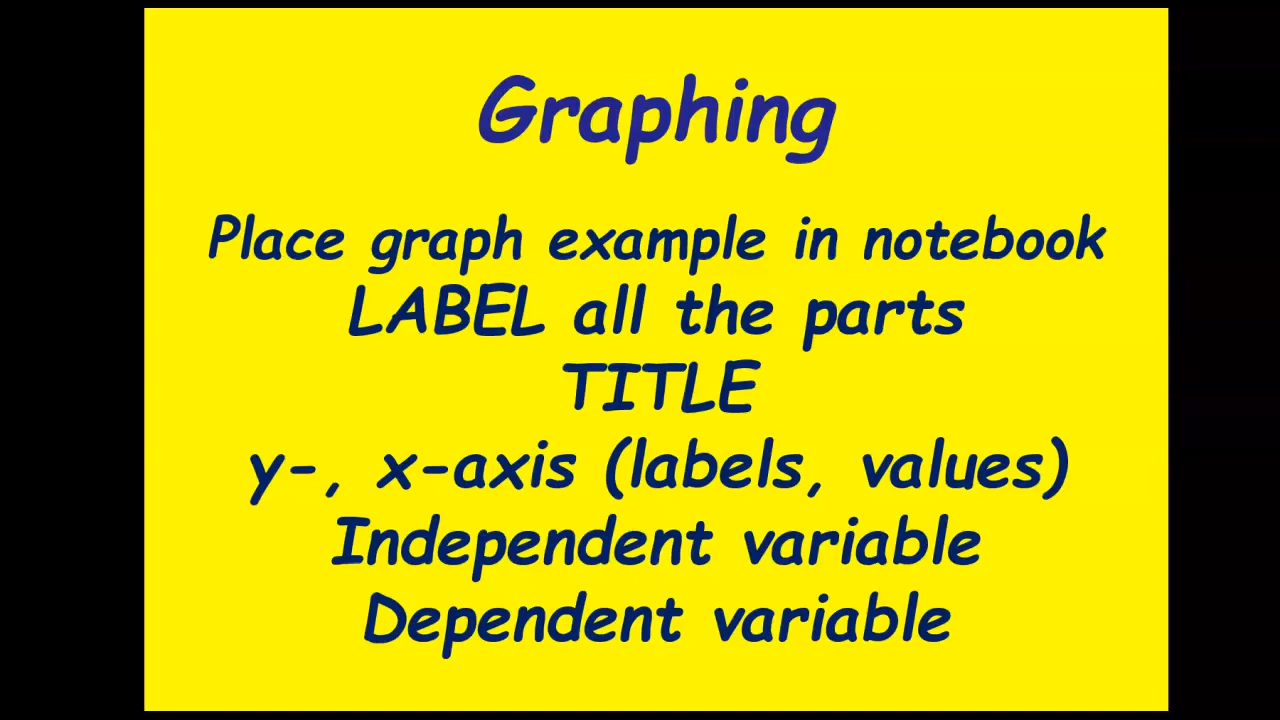 Graphing
Place graph example in notebook
LABEL all the parts
TITLE
y-, x-axis (labels, values)
Independent variable
Dependent variable